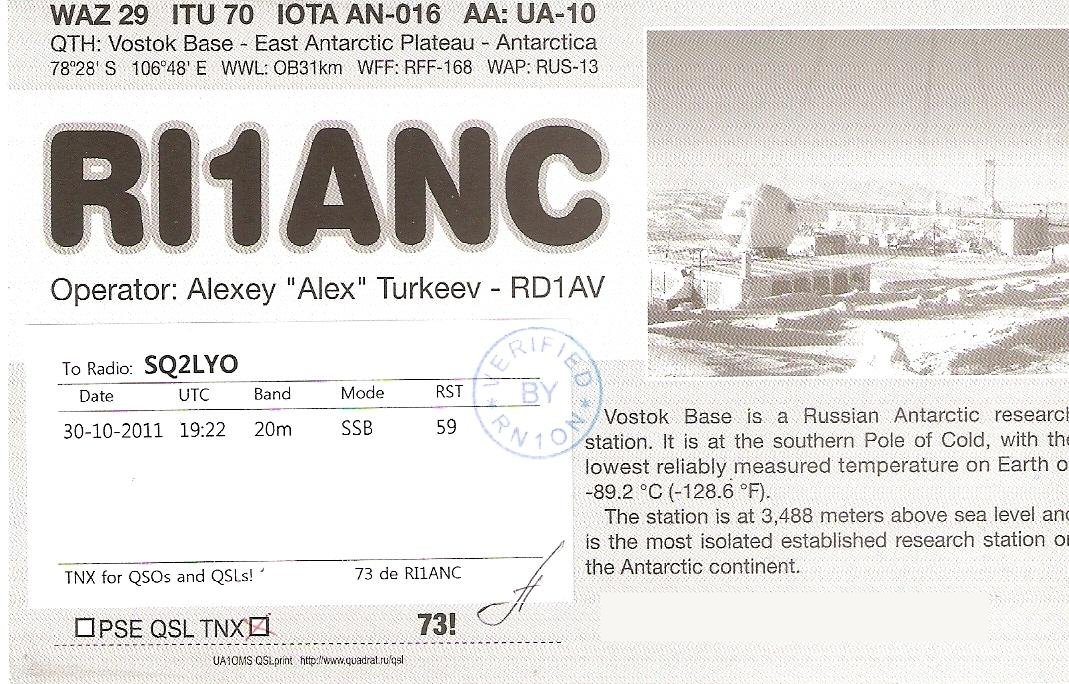 WAZ 29 ITU 70 IOTA AN-016 AA: UA-10
QTH: Vostok Base - East Antarctic Plateau - Antarctica
78°28' S 106°48' E WWL: OB31km WFF: RFF-168 WAP: RUS-13
RI1ANC
Operator: Alexey "Alex" Turkeev - RD1AV
To Radio: SQ2LYO
Date UTC Band Mode RST
30-10-2011 19:22 20m SSB 59
VERIFIED
BY
RN1ON
TNX for QSOs and QSLs! 73 de RI1ANC
PSE QSL TNX
73!
UA1OMS QSLprint http://www.quadrat.ru/qsl
Vostok Base is a Russian Antarctic research
station. It is at the southern Pole of Cold, with the
lowest reliably measured temperature on Earth o
-89.2 °C (-128.6 °F).
The station is at 3,488 meters above sea level and
is the most isolated established research station on
the Antarctic continent.